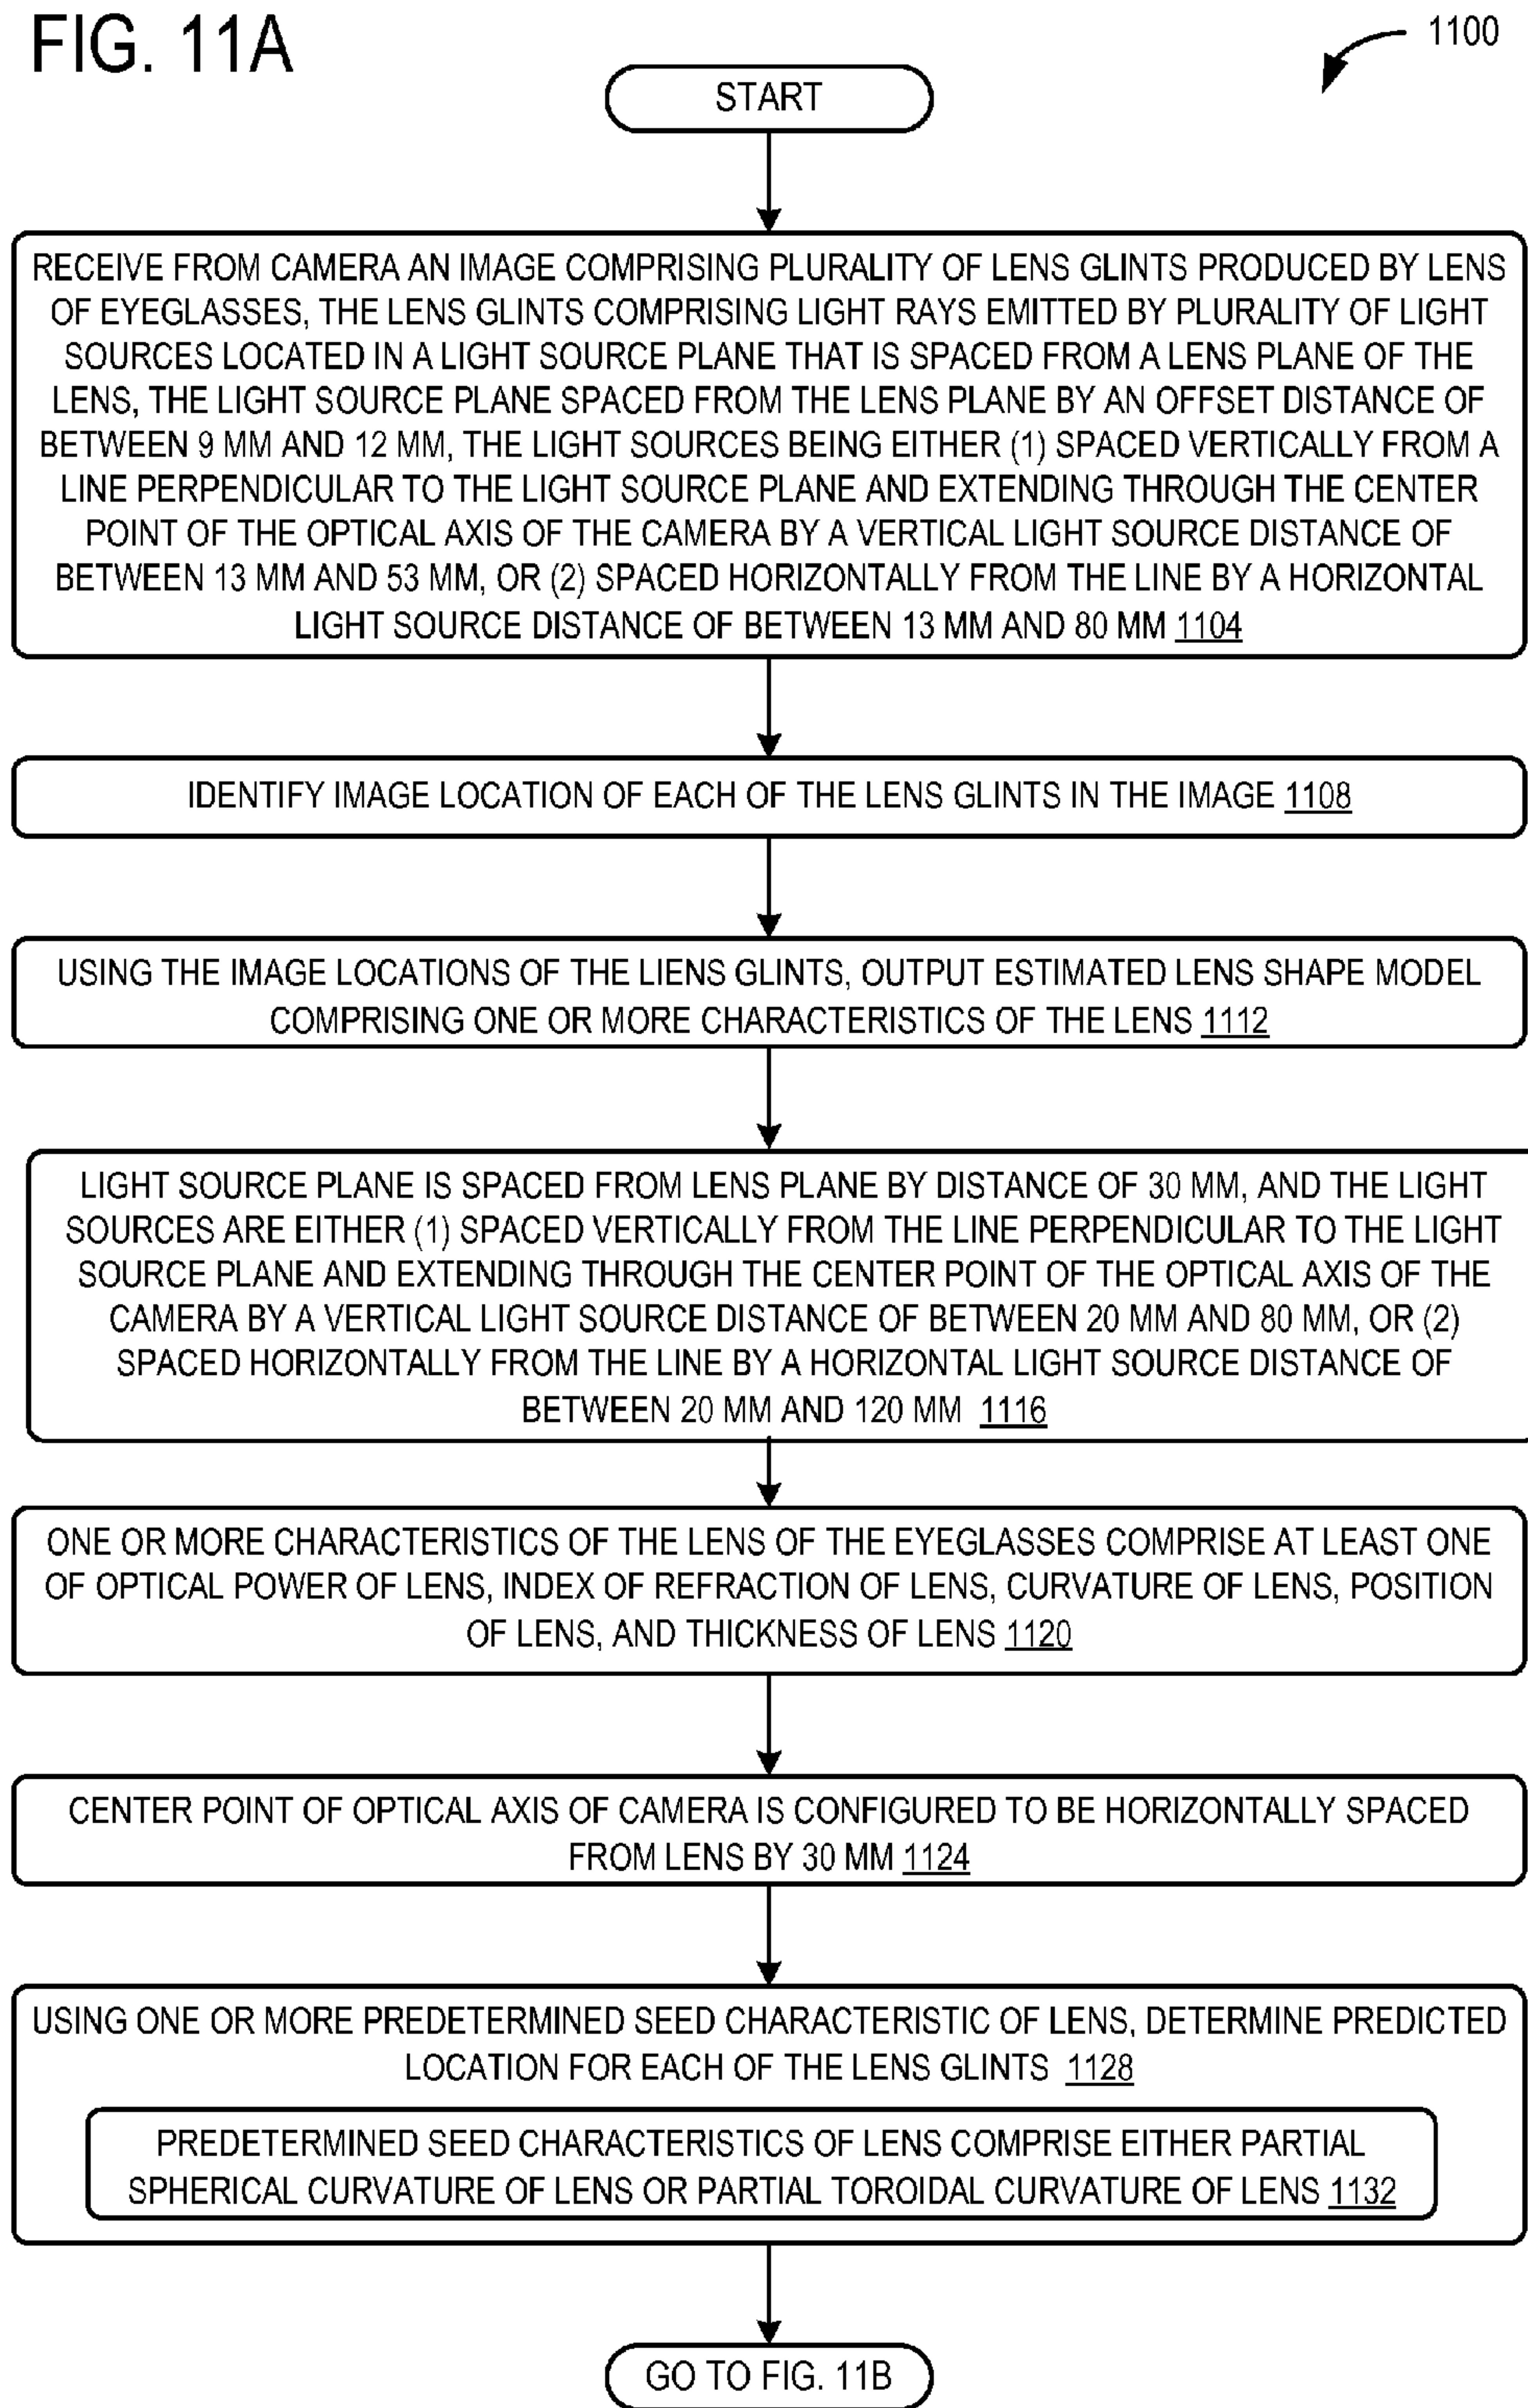 FIG. 11A
1100
START
RECEIVE FROM CAMERA AN IMAGE COMPRISING PLURALITY OF LENS GLINTS PRODUCED BY LENS
OF EYEGLASSES, THE LENS GLINTS COMPRISING LIGHT RAYS EMITTED BY PLURALITY OF LIGHT
SOURCES LOCATED IN A LIGHT SOURCE PLANE THAT IS SPACED FROM A LENS PLANE OF THE
LENS, THE LIGHT SOURCE PLANE SPACED FROM THE LENS PLANE BY AN OFFSET DISTANCE OF
BETWEEN 9 MM AND 12 MM, THE LIGHT SOURCES BEING EITHER (1) SPACED VERTICALLY FROM A
LINE PERPENDICULAR TO THE LIGHT SOURCE PLANE AND EXTENDING THROUGH THE CENTER
POINT OF THE OPTICAL AXIS OF THE CAMERA BY A VERTICAL LIGHT SOURCE DISTANCE OF
BETWEEN 13 MM AND 53 MM, OR (2) SPACED HORIZONTALLY FROM THE LINE BY A HORIZONTAL
LIGHT SOURCE DISTANCE OF BETWEEN 13 MM AND 80 MM 1104
IDENTIFY IMAGE LOCATION OF EACH OF THE LENS GLINTS IN THE IMAGE 1108
USING THE IMAGE LOCATIONS OF THE LIENS GLINTS, OUTPUT ESTIMATED LENS SHAPE MODEL
COMPRISING ONE OR MORE CHARACTERISTICS OF THE LENS 1112
LIGHT SOURCE PLANE IS SPACED FROM LENS PLANE BY DISTANCE OF 30 MM, AND THE LIGHT
SOURCES ARE EITHER (1) SPACED VERTICALLY FROM THE LINE PERPENDICULAR TO THE LIGHT
SOURCE PLANE AND EXTENDING THROUGH THE CENTER POINT OF THE OPTICAL AXIS OF THE
CAMERA BY A VERTICAL LIGHT SOURCE DISTANCE OF BETWEEN 20 MM AND 80 MM, OR (2)
SPACED HORIZONTALLY FROM THE LINE BY A HORIZONTAL LIGHT SOURCE DISTANCE OF
BETWEEN 20 MM AND 120 MM 1116
ONE OR MORE CHARACTERISTICS OF THE LENS OF THE EYEGLASSES COMPRISE AT LEAST ONE
OF OPTICAL POWER OF LENS, INDEX OF REFRACTION OF LENS, CURVATURE OF LENS, POSITION
OF LENS, AND THICKNESS OF LENS 1120
CENTER POINT OF OPTICAL AXIS OF CAMERA IS CONFIGURED TO BE HORIZONTALLY SPACED
FROM LENS BY 30 MM 1124
USING ONE OR MORE PREDETERMINED SEED CHARACTERISTIC OF LENS, DETERMINE PREDICTED
LOCATION FOR EACH OF THE LENS GLINTS 1128
PREDETERMINED SEED CHARACTERISTICS OF LENS COMPRISE EITHER PARTIAL
SPHERICAL CURVATURE OF LENS OR PARTIAL TOROIDAL CURVATURE OF LENS 1132
GO TO FIG. 11B